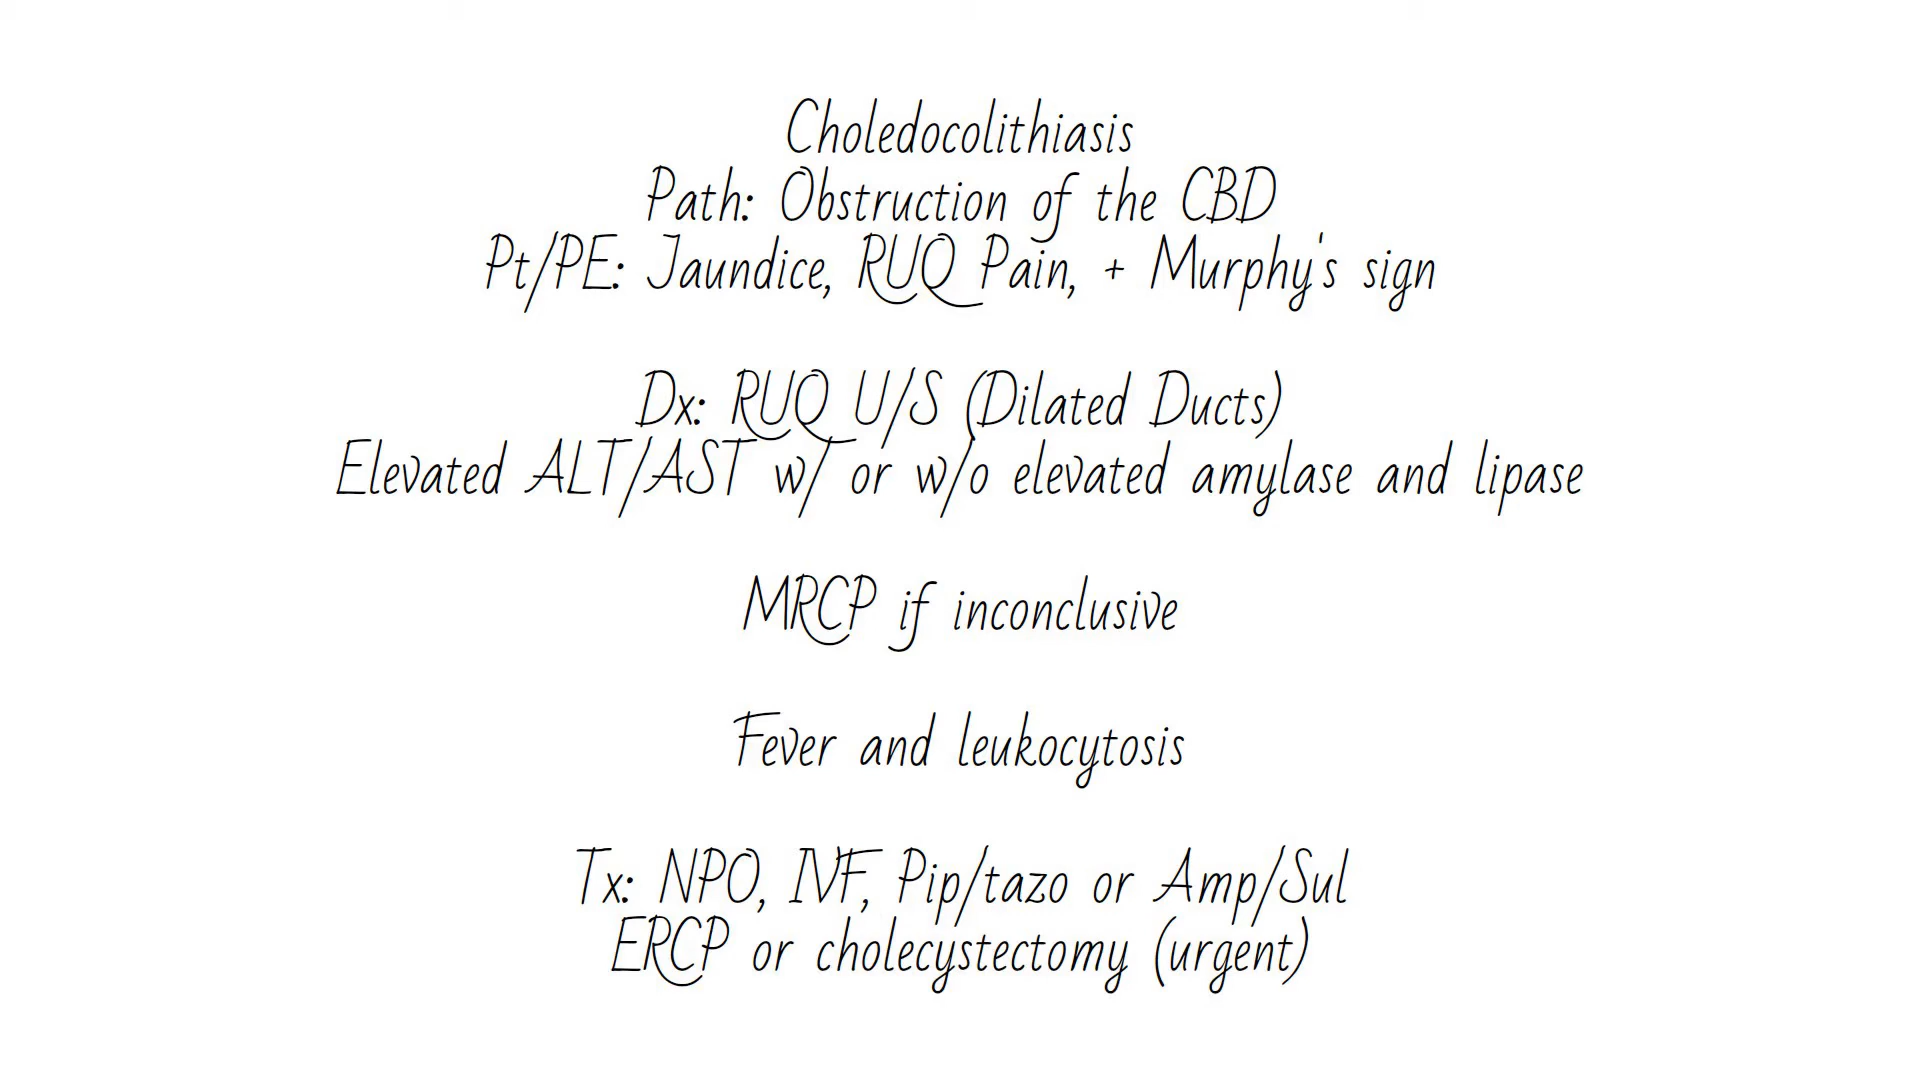 Choledocolithiasis
Path: Obstruction of the CBD
Pt/PE: Jaundice, RUQ Pain, + Murphy's sign
Dx: RUQ U/S (Dilated Ducts)
Elevated ALT/AST w/ or w/o elevated amylase and lipase
MRCP if inconclusive
Fever and leukocytosis
Tx: NPO, IVF, Pip/tazo or Amp/Sul
ERCP or cholecystectomy (urgent)